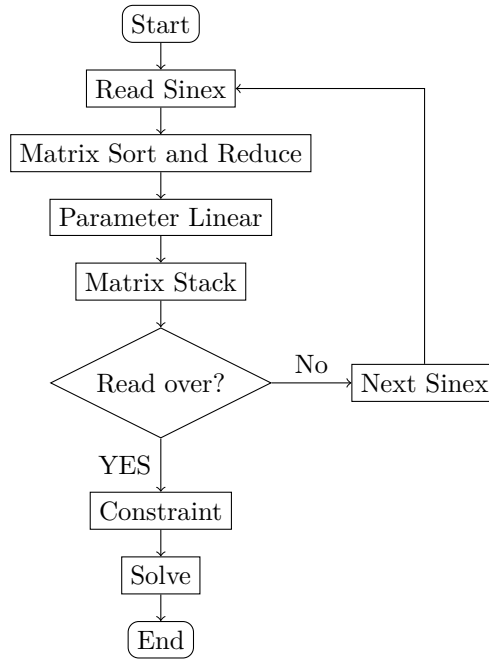 Start
Read Sinex
Matrix Sort and Reduce
Parameter Linear
Matrix Stack
Read over?
No
Next Sinex
YES
Constraint
Solve
End